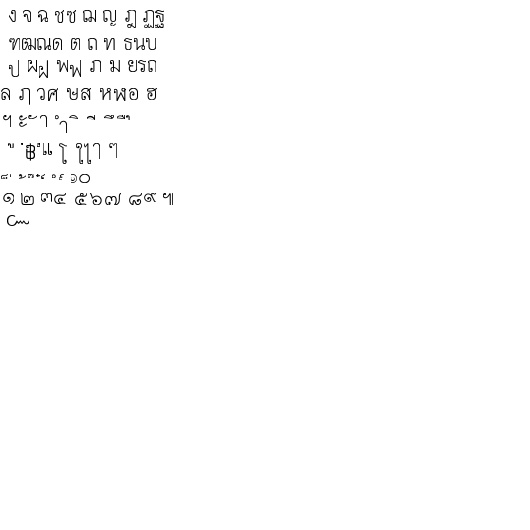 ง จ ฉ ช ซ ฌ ญ ฎ ฏ ฐ
ฑ ฒ ณ ด ต ถ ท ธ น บ
ป ผ ฝ พ ฟ ภ ม ย ร ถ
ล ฦ ว ศ ษ ส ห ฬ อ ฮ
ฯ ะ ั า ำ ิ ี ึ ื
ุ ู ฺ ฿ เ แ โ ใ ไ ๅ ๆ
๐
๑ ๒ ๓ ๔ ๕ ๖ ๗ ๘ ๙ ๚
๛